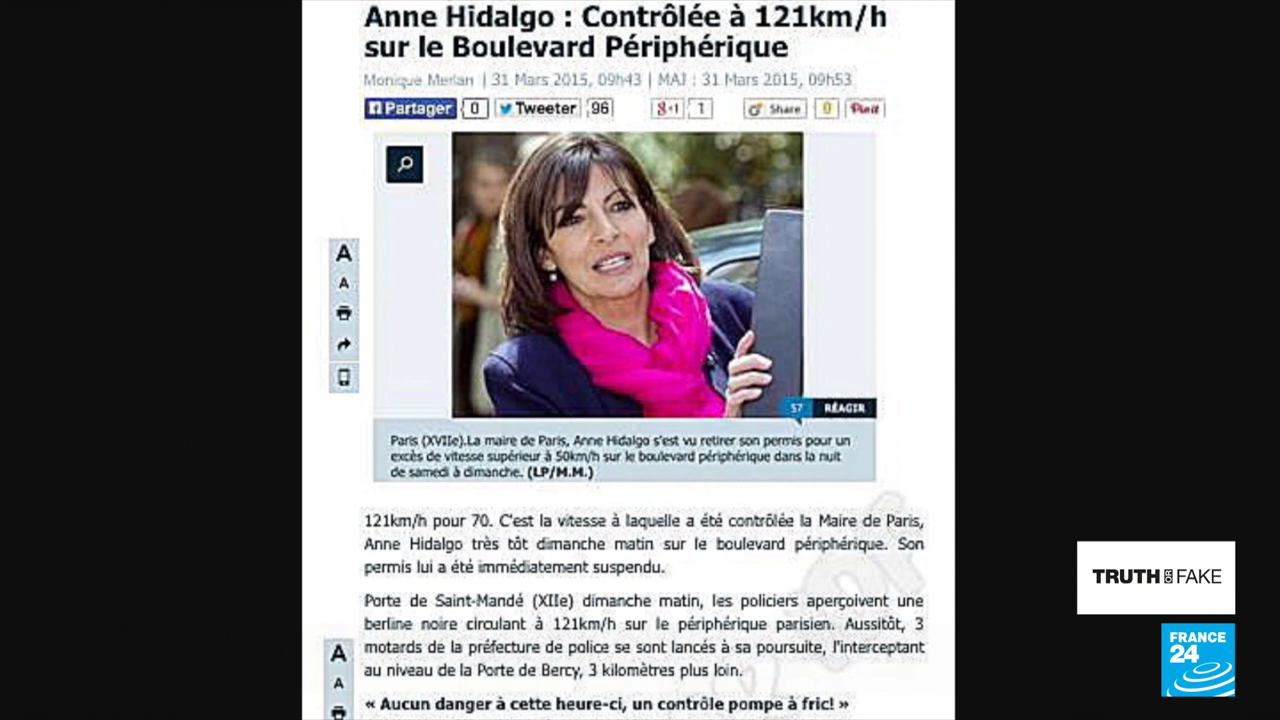 Anne Hidalgo : Contrôlée à 121km/h
sur le Boulevard Périphérique
Monique Merlan | 31 Mars 2015, 09h43 | MAJ : 31 Mars 2015, 09h53
Partager 0 Tweeter 96 g+1 1 Share 0 Pin it
A
A
57 RÉAGIR
Paris (XVIIe).La maire de Paris, Anne Hidalgo s'est vu retirer son permis pour un
excès de vitesse supérieur à 50km/h sur le boulevard périphérique dans la nuit
de samedi à dimanche. (LP/M.M.)
121km/h pour 70. C'est la vitesse à laquelle a été contrôlée la Maire de Paris,
Anne Hidalgo très tôt dimanche matin sur le boulevard périphérique. Son
permis lui a été immédiatement suspendu.
Porte de Saint-Mandé (XIIe) dimanche matin, les policiers aperçoivent une
berline noire circulant à 121km/h sur le périphérique parisien. Aussitôt, 3
motards de la préfecture de police se sont lancés à sa poursuite, l'interceptant
au niveau de la Porte de Bercy, 3 kilomètres plus loin.
A
A
« Aucun danger à cette heure-ci, un contrôle pompe à fric! »
TRUTH OR FAKE
FRANCE
24